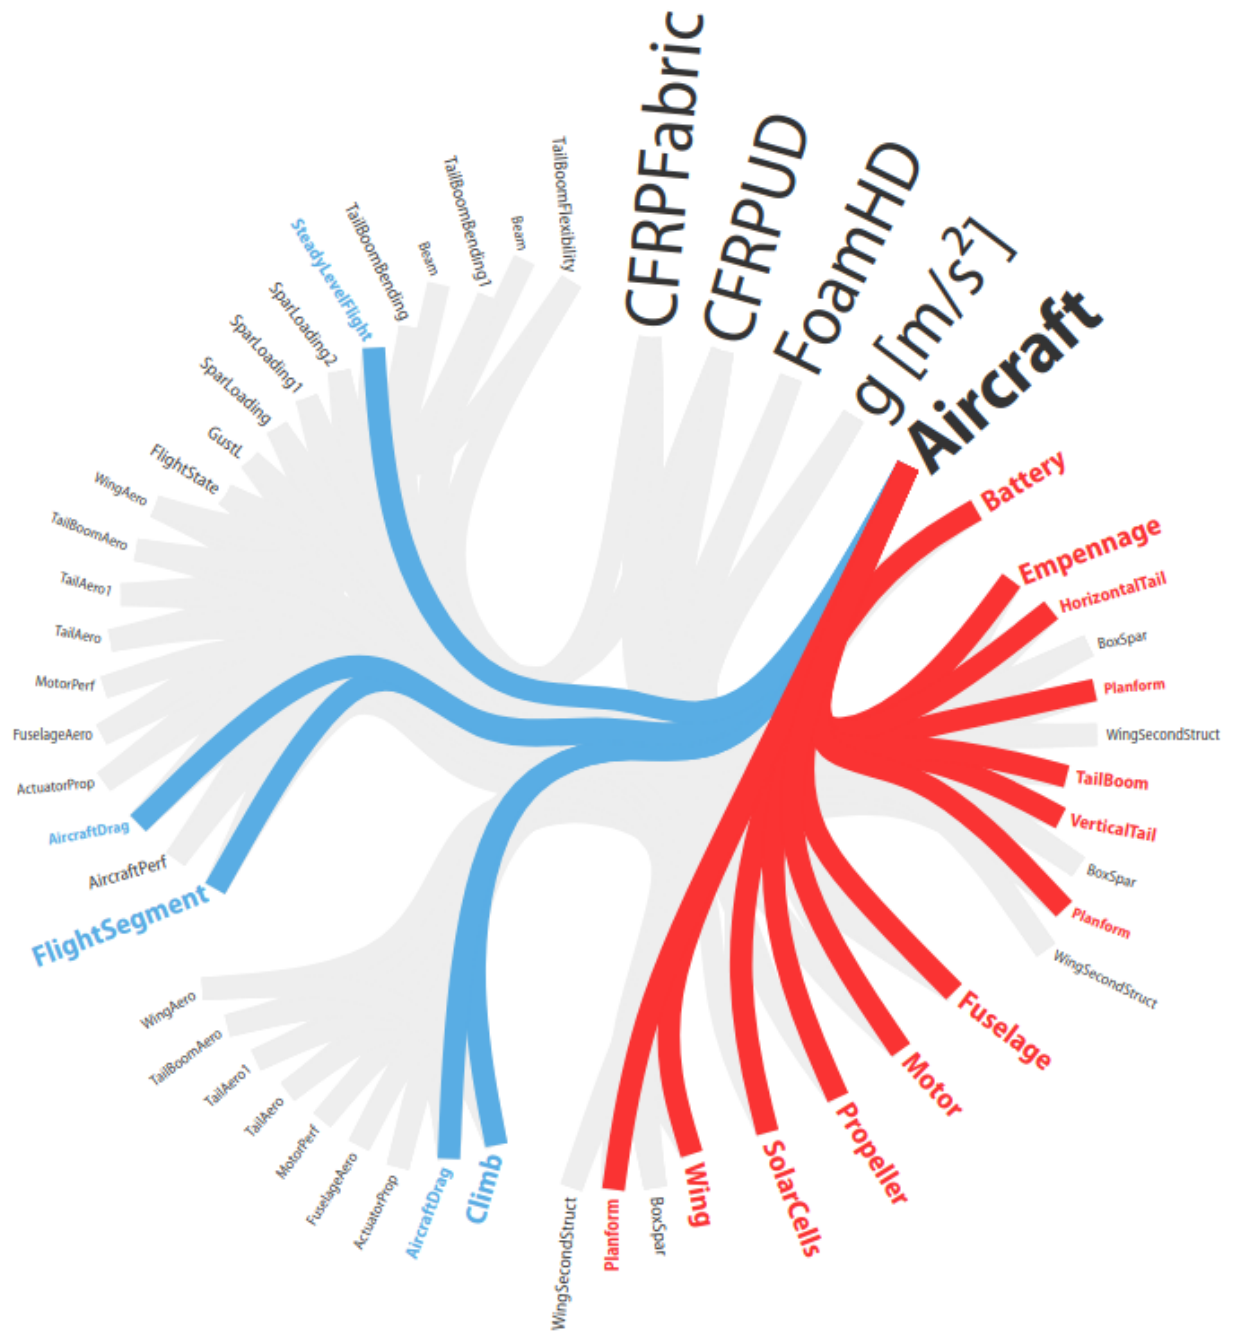 CFRPFabric
CFRPUD
FoamHD
g [m/s²]
Aircraft
Battery
Empennage
HorizontalTail
BoxSpar
Planform
WingSecondStruct
TailBoom
VerticalTail
BoxSpar
Planform
WingSecondStruct
Fuselage
Motor
Propeller
SolarCells
Wing
BoxSpar
Planform
WingSecondStruct
Climb
AircraftDrag
ActuatorProp
FuselageAero
MotorPerf
TailAero
TailAero1
TailBoomAero
WingAero
FlightSegment
AircraftPerf
AircraftDrag
ActuatorProp
FuselageAero
MotorPerf
TailAero
TailAero1
TailBoomAero
WingAero
FlightState
GustL
SparLoading
SparLoading1
SparLoading2
SteadyLevelFlight
TailBoomBending
Beam
TailBoomBending1
Beam
TailBoomFlexibility